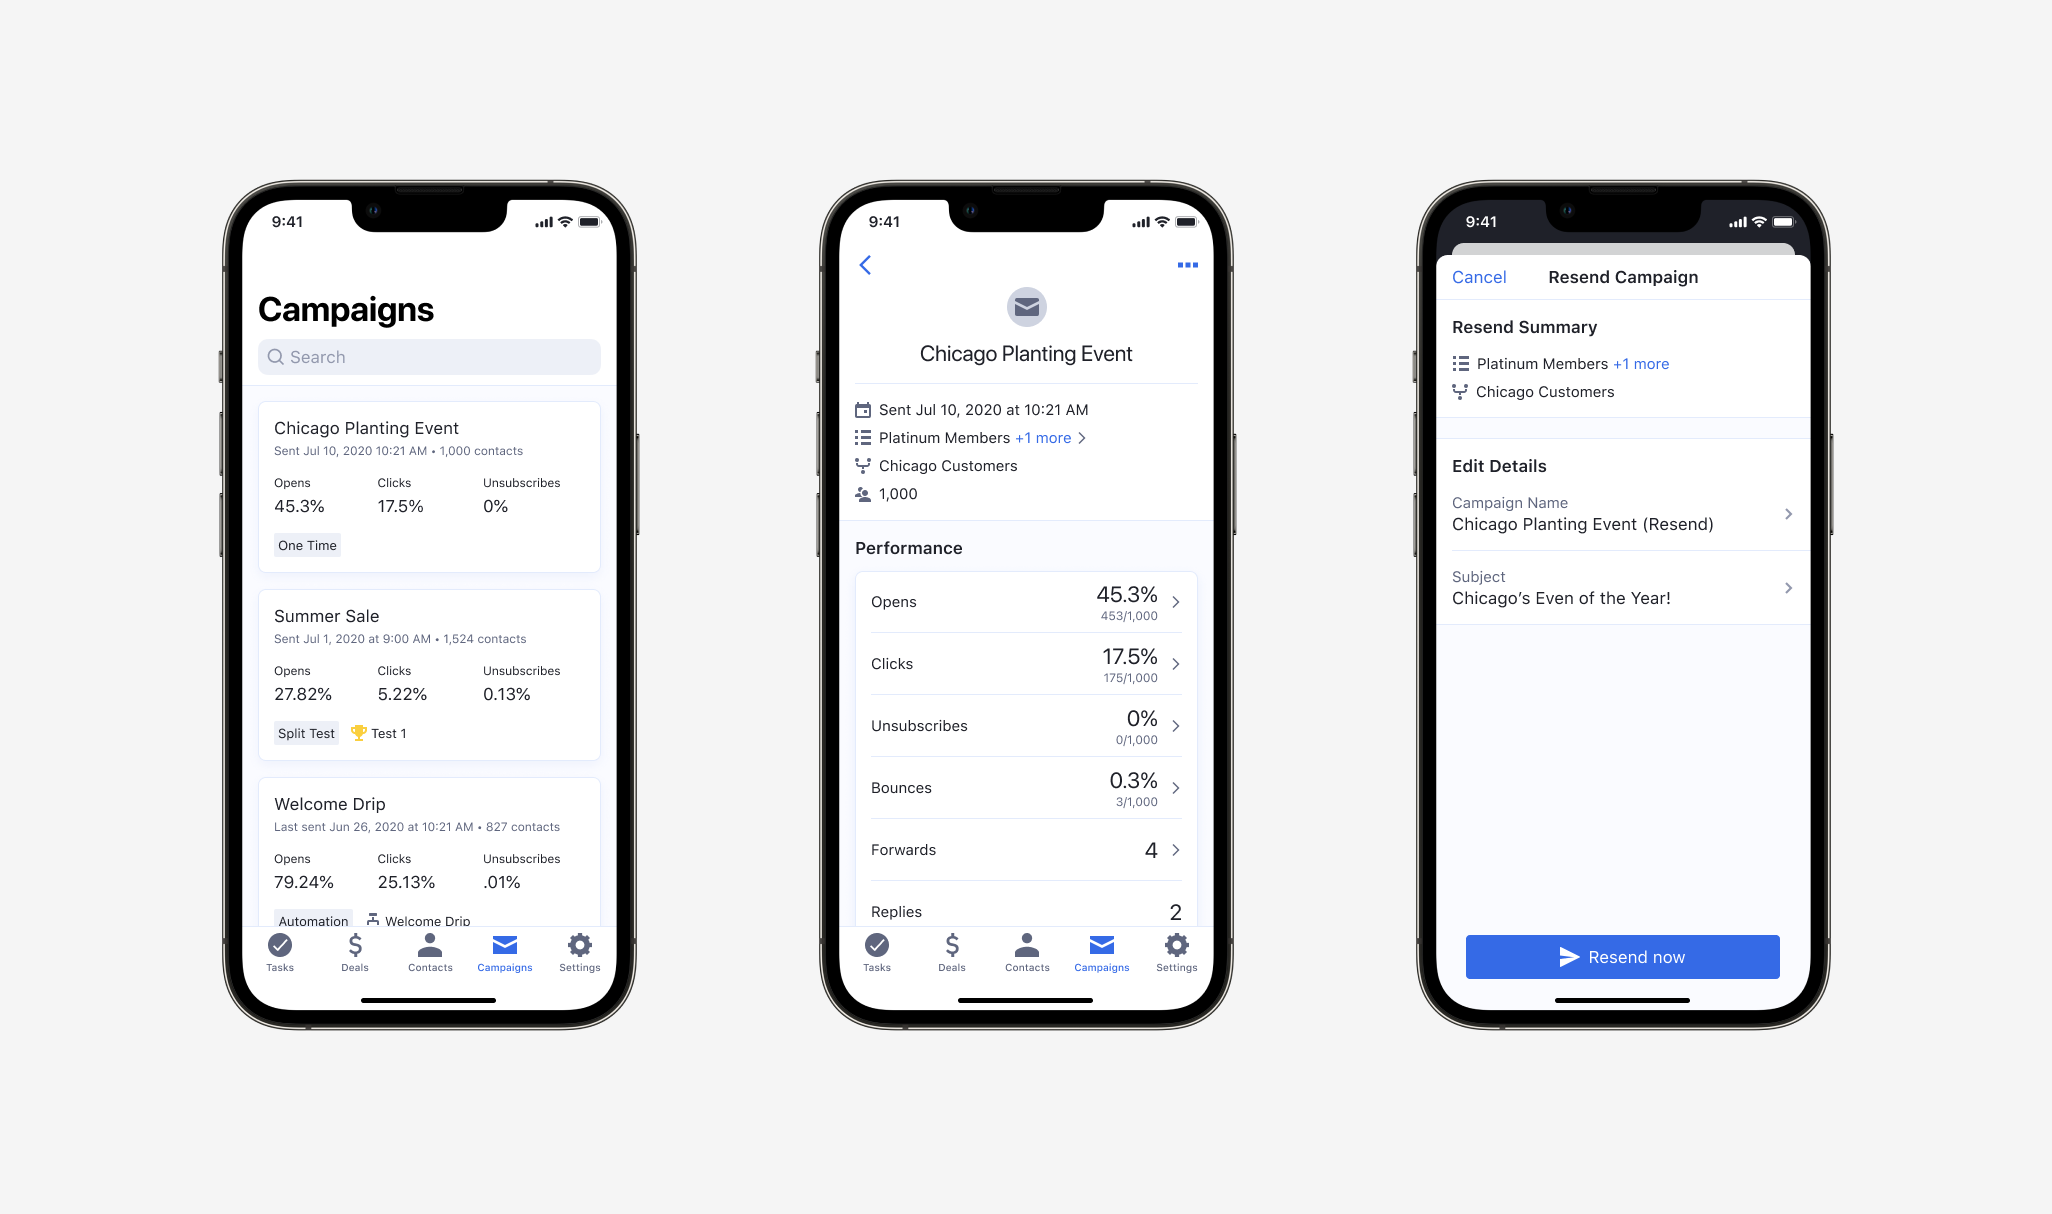 9:41
Campaigns
Search
Chicago Planting Event
Sent Jul 10, 2020 10:21 AM • 1,000 contacts
Opens Clicks Unsubscribes
45.3% 17.5% 0%
One Time
Summer Sale
Sent Jul 1, 2020 at 9:00 AM • 1,524 contacts
Opens Clicks Unsubscribes
27.82% 5.22% 0.13%
Split Test Test 1
Welcome Drip
Last sent Jun 26, 2020 at 10:21 AM • 827 contacts
Opens Clicks Unsubscribes
79.24% 25.13% .01%
Automation Welcome Drip
Tasks Deals Contacts Campaigns Settings
9:41
Chicago Planting Event
Sent Jul 10, 2020 at 10:21 AM
Platinum Members +1 more
Chicago Customers
1,000
Performance
Opens 45.3%
453/1,000
Clicks 17.5%
175/1,000
Unsubscribes 0%
0/1,000
Bounces 0.3%
3/1,000
Forwards 4
Replies 2
Tasks Deals Contacts Campaigns Settings
9:41
Cancel Resend Campaign
Resend Summary
Platinum Members +1 more
Chicago Customers
Edit Details
Campaign Name
Chicago Planting Event (Resend)
Subject
Chicago’s Even of the Year!
Resend now